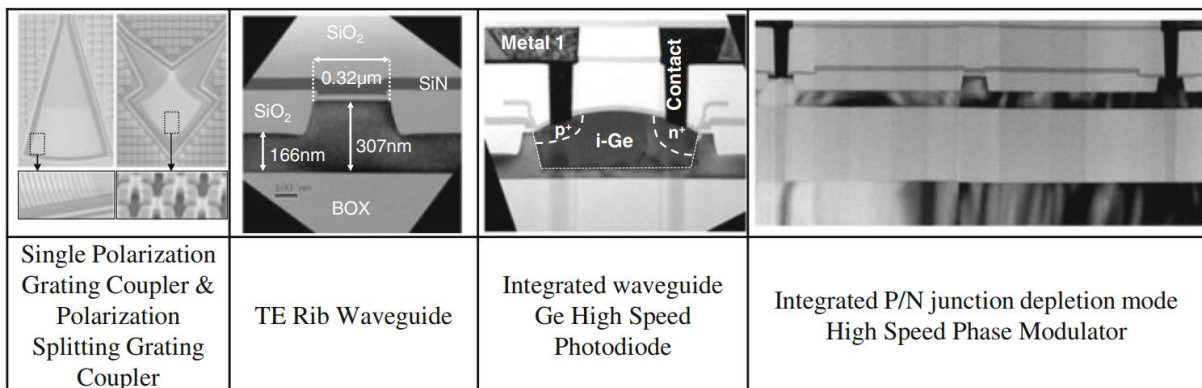 SiO2
0.32µm
SiN
SiO2
166nm
307nm
100 nm
BOX
Metal 1
Contact
p+
i-Ge
n+
Single Polarization
Grating Coupler &
Polarization
Splitting Grating
Coupler
TE Rib Waveguide
Integrated waveguide
Ge High Speed
Photodiode
Integrated P/N junction depletion mode
High Speed Phase Modulator